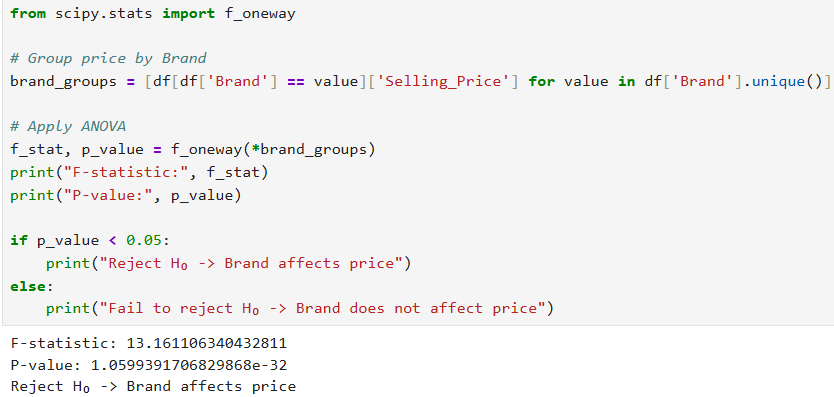 from scipy.stats import f_oneway
# Group price by Brand
brand_groups = [df[df['Brand'] == value]['Selling_Price'] for value in df['Brand'].unique()]
# Apply ANOVA
f_stat, p_value = f_oneway(*brand_groups)
print("F-statistic:", f_stat)
print("P-value:", p_value)
if p_value < 0.05:
    print("Reject H₀ -> Brand affects price")
else:
    print("Fail to reject H₀ -> Brand does not affect price")
F-statistic: 13.161106340432811
P-value: 1.0599391706829868e-32
Reject H₀ -> Brand affects price